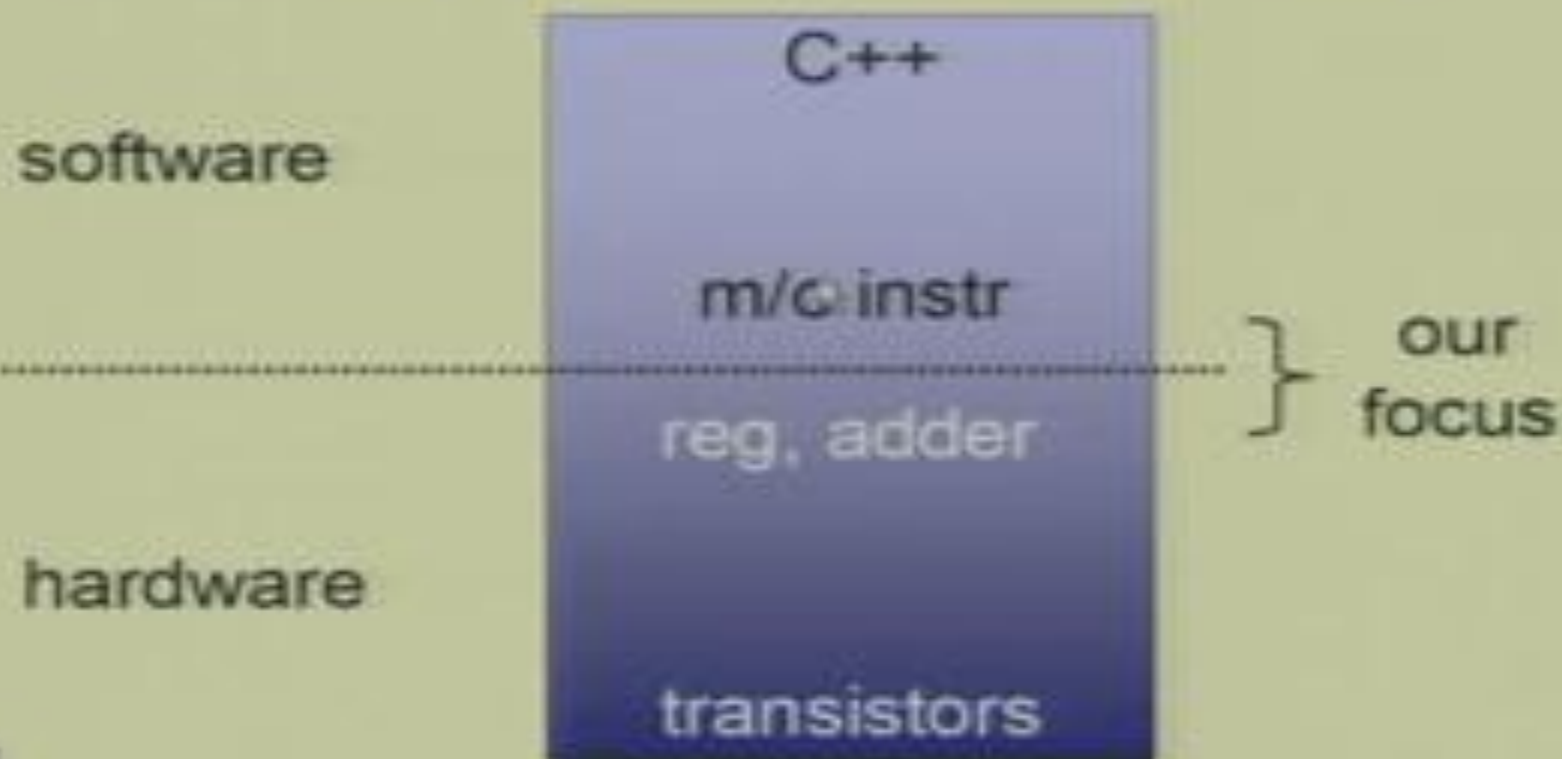 C++
software
m/c instr
our
focus
reg, adder
hardware
transistors